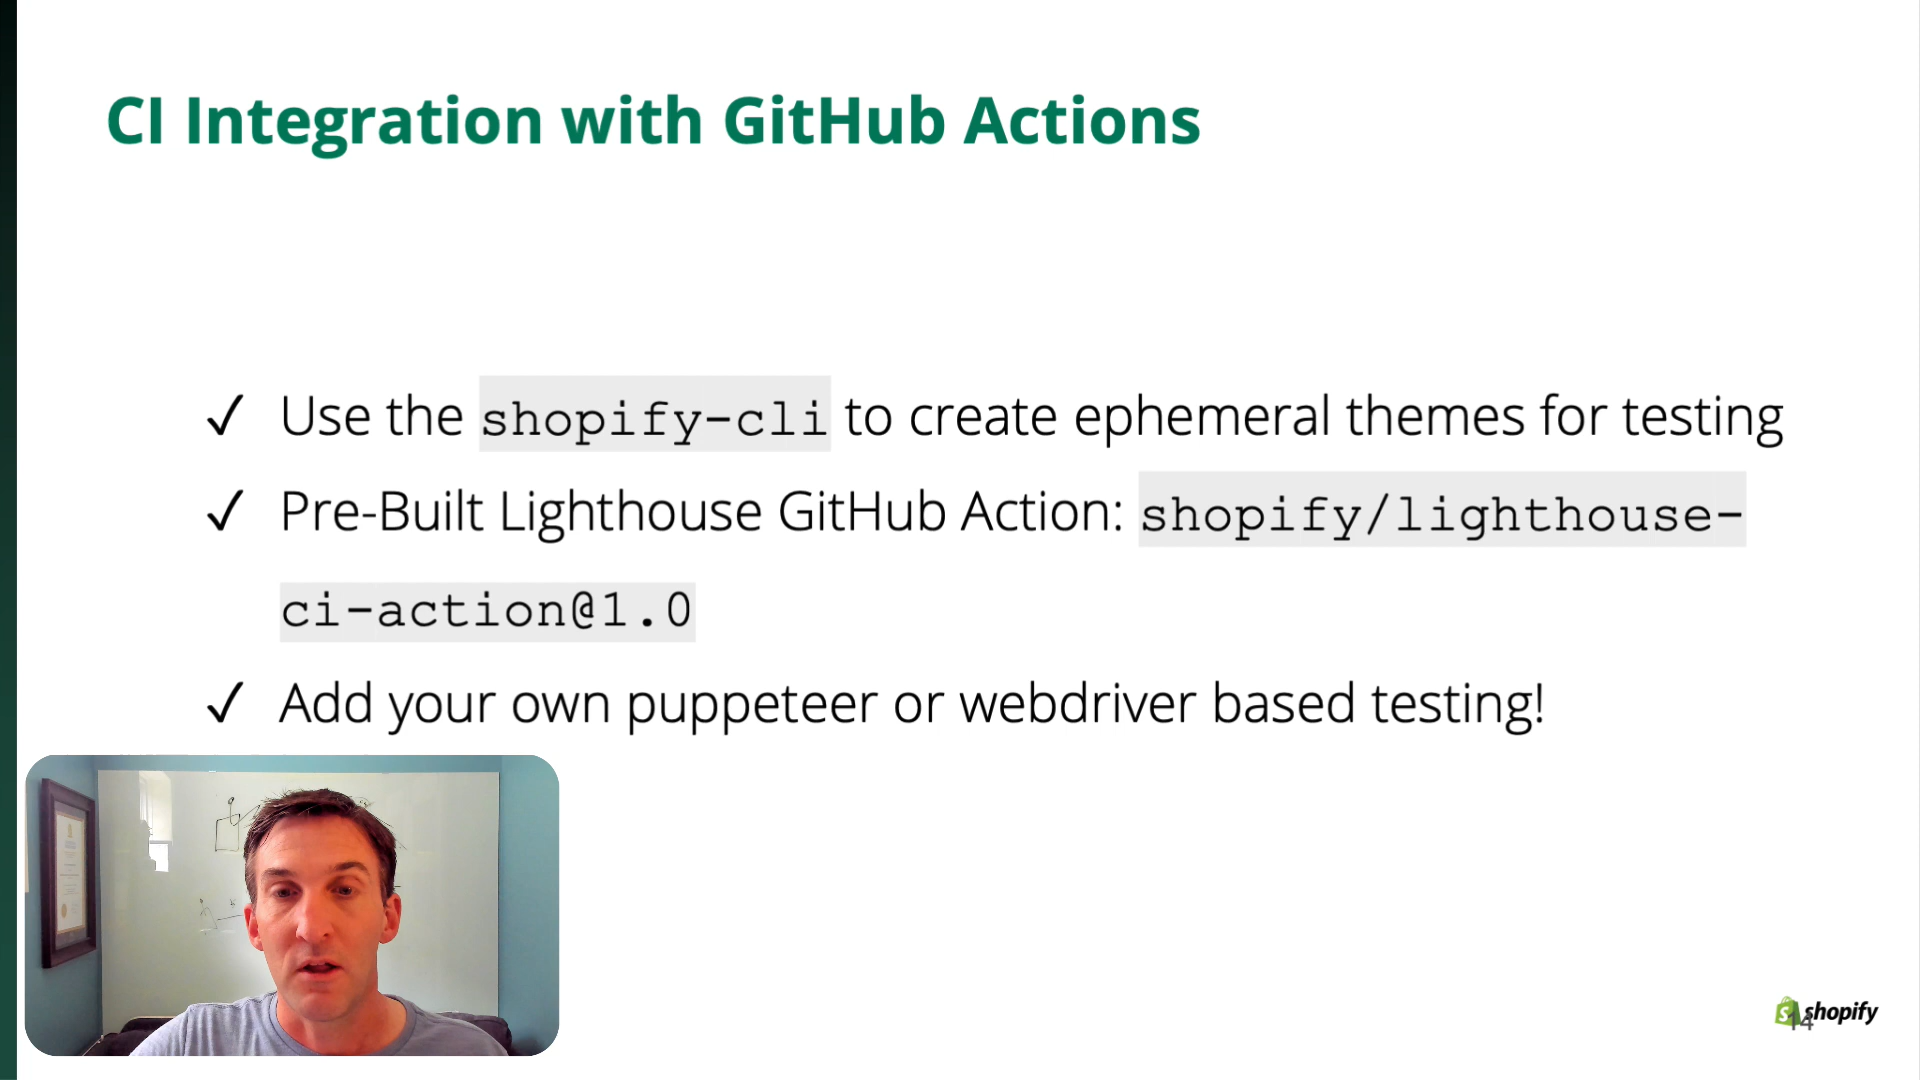 CI Integration with GitHub Actions
✓ Use the shopify-cli to create ephemeral themes for testing
✓ Pre-Built Lighthouse GitHub Action: shopify/lighthouse-
ci-action@1.0
✓ Add your own puppeteer or webdriver based testing!
shopify
14